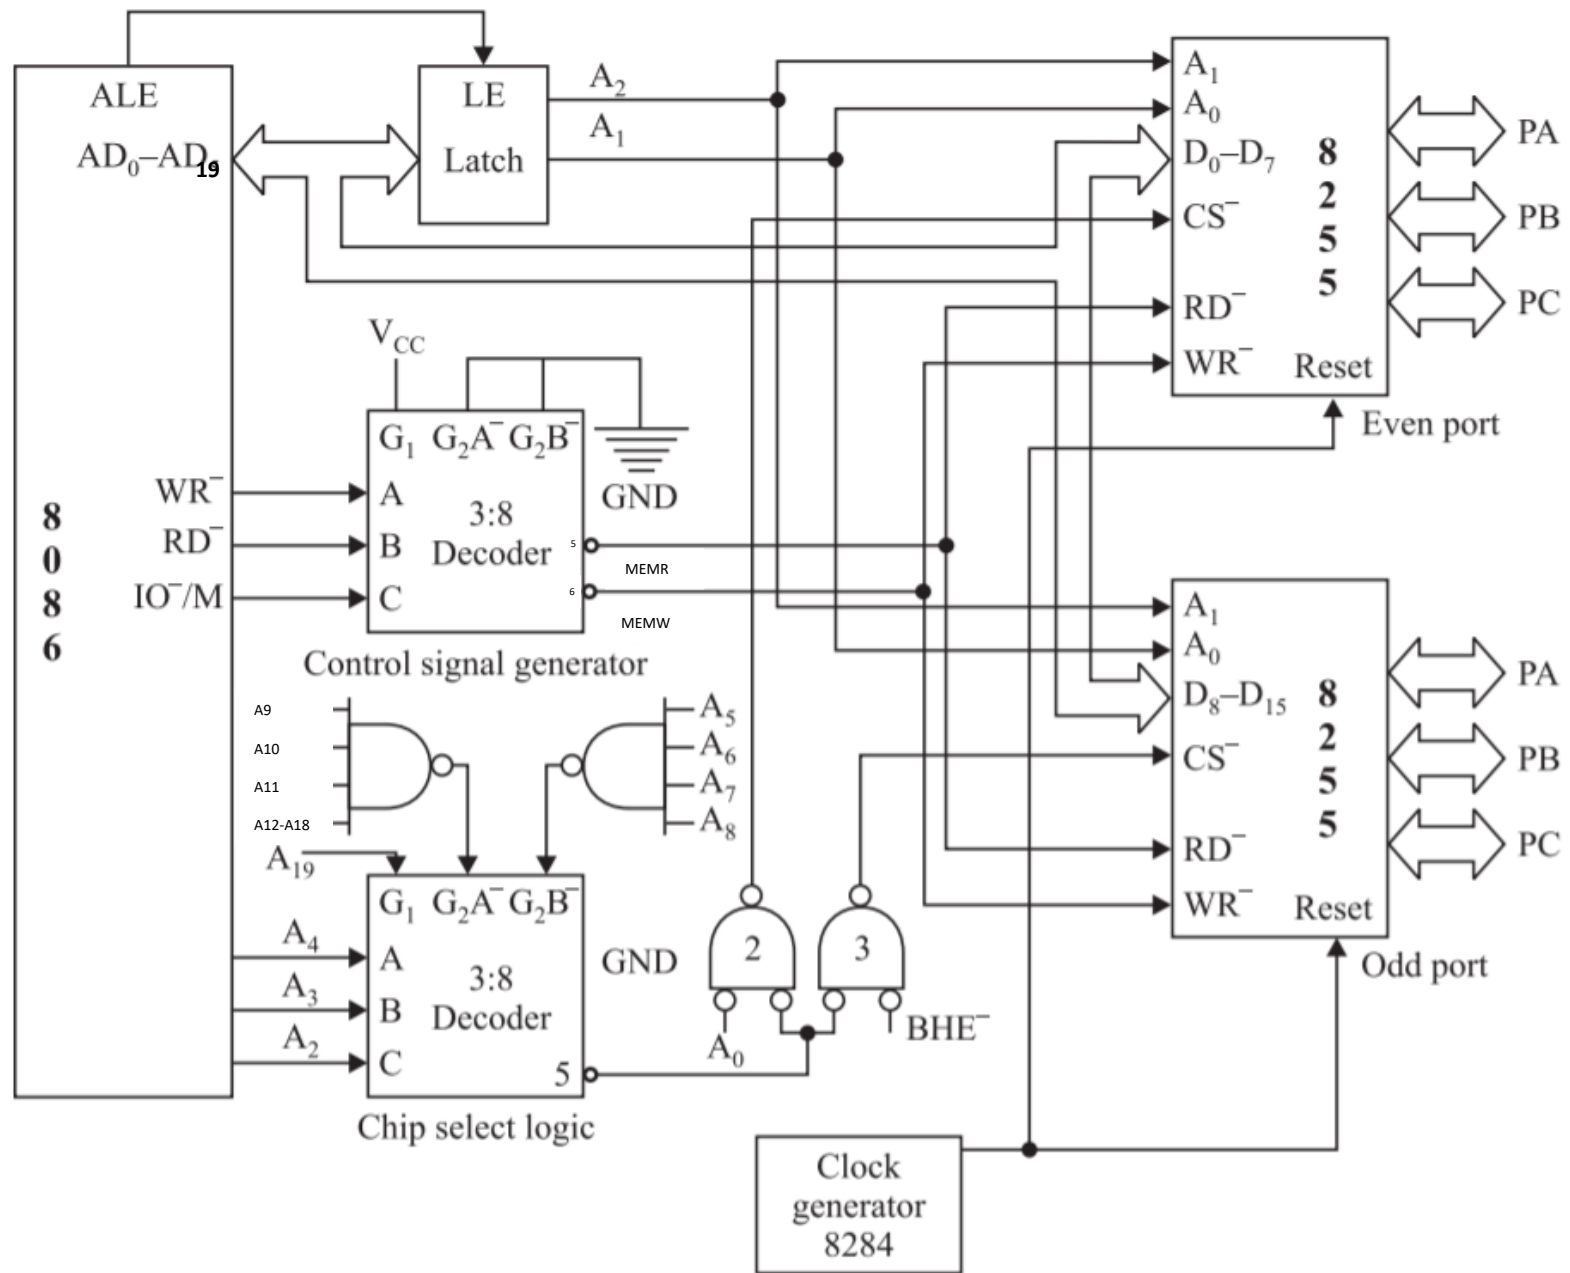 ALE
AD₀–AD₁₉
8
0
8
6
WR¯
RD¯
IO¯/M
LE
Latch
A₂
A₁
V_CC
G₁ G₂A¯ G₂B¯
A
B
C
3:8
Decoder
5
6
GND
MEMR
MEMW
Control signal generator
A9
A10
A11
A12-A18
A₁₉
A₅
A₆
A₇
A₈
G₁ G₂A¯ G₂B¯
A₄
A₃
A₂
A
B
C
3:8
Decoder
5
GND
Chip select logic
2
3
A₀
BHE¯
Clock
generator
8284
A₁
A₀
D₀–D₇
CS¯
RD¯
WR¯
8
2
5
5
Reset
PA
PB
PC
Even port
A₁
A₀
D₈–D₁₅
CS¯
RD¯
WR¯
8
2
5
5
Reset
PA
PB
PC
Odd port